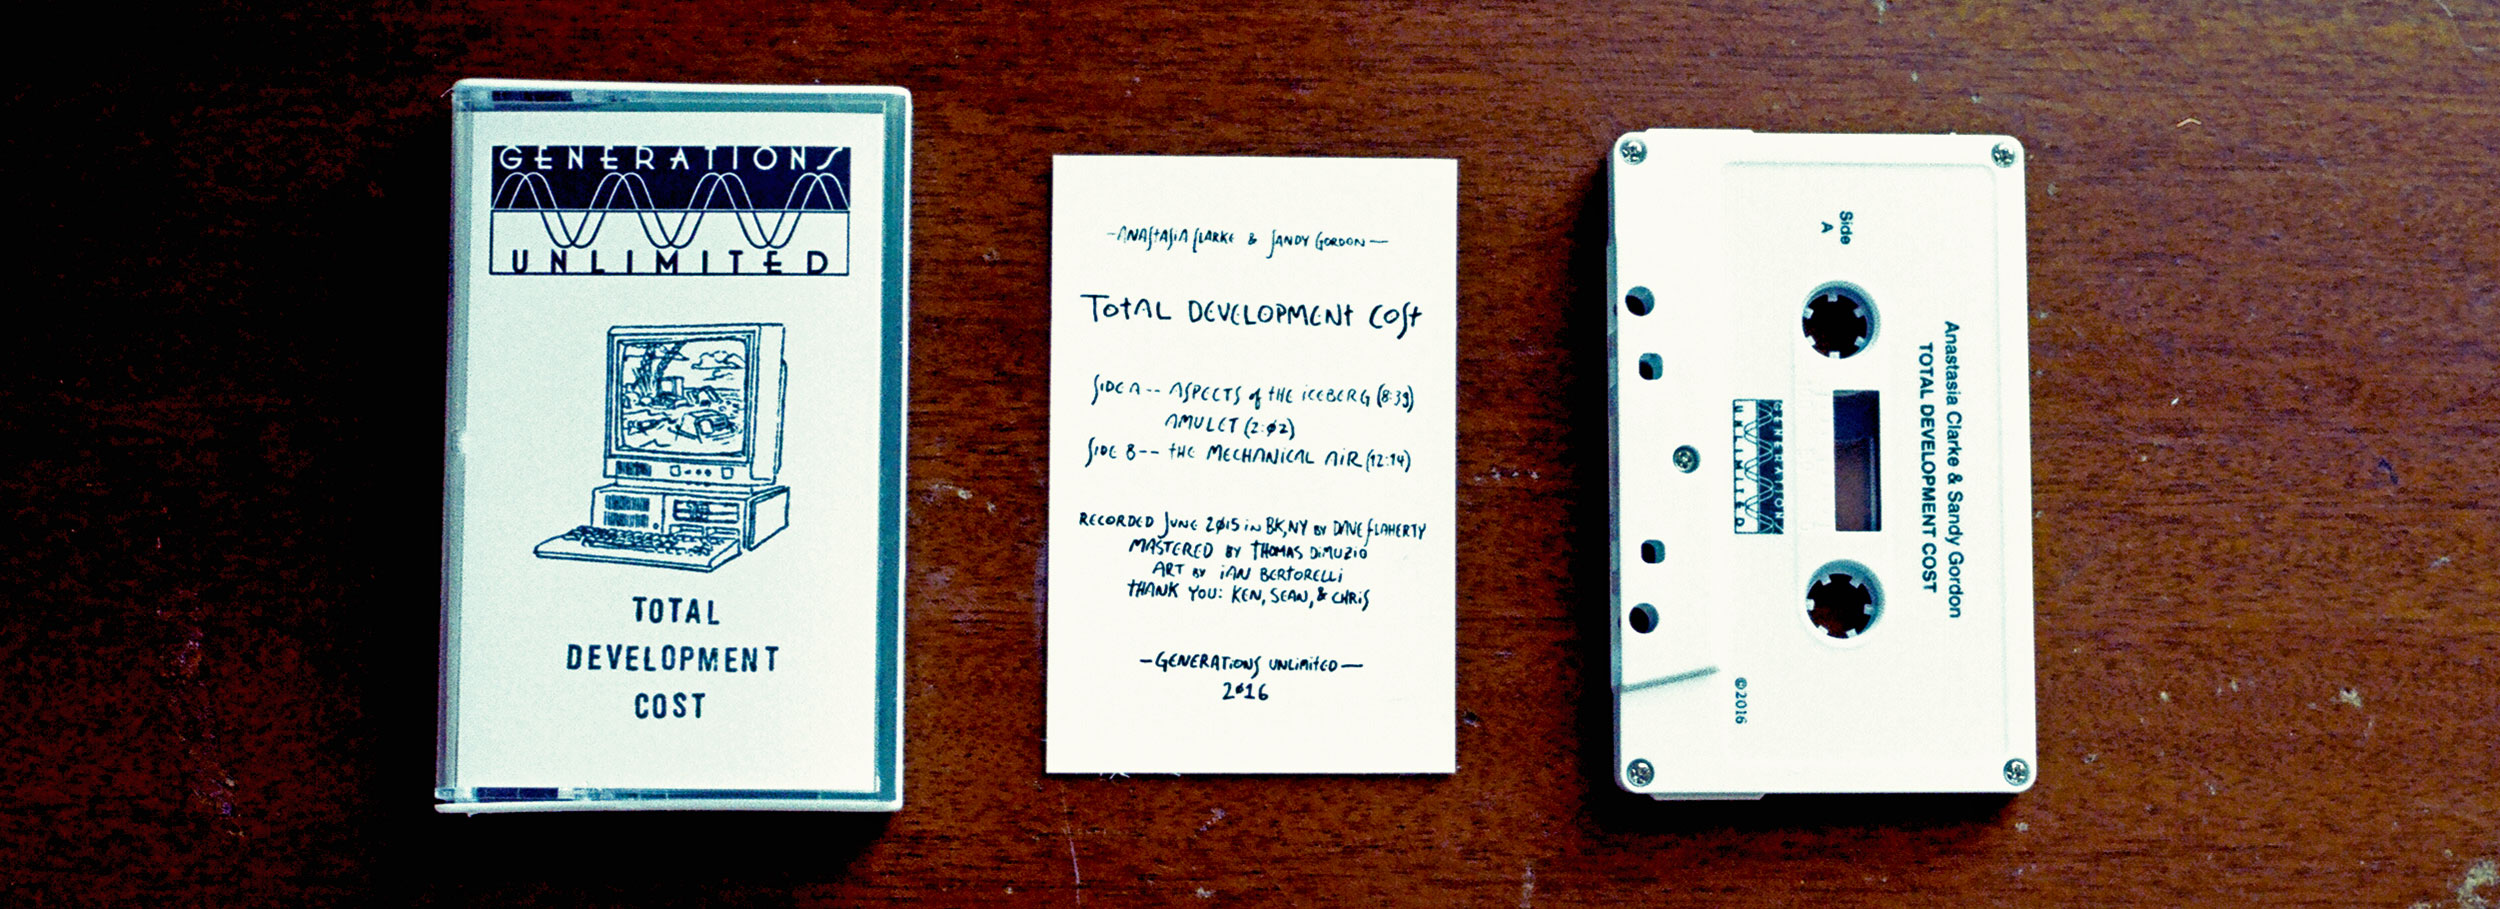 GENERATIONS
UNLIMITED
TOTAL
DEVELOPMENT
COST
—ANASTASIA CLARKE & SANDY GORDON—
TOTAL DEVELOPMENT COST
SIDE A -- ASPECTS of THE ICEBERG (8:39)
AMULET (2:02)
SIDE B -- THE MECHANICAL AIR (12:14)
RECORDED JUNE 2015 in BK, NY BY DAVE FLAHERTY
MASTERED BY THOMAS DiMUZIO
ART BY IAN BERTORELLI
THANK YOU: KEN, SEAN, & CHRIS
—GENERATIONS UNLIMITED—
2016
Side
A
Anastasia Clarke & Sandy Gordon
TOTAL DEVELOPMENT COST
GENERATIONS
UNLIMITED
©2016